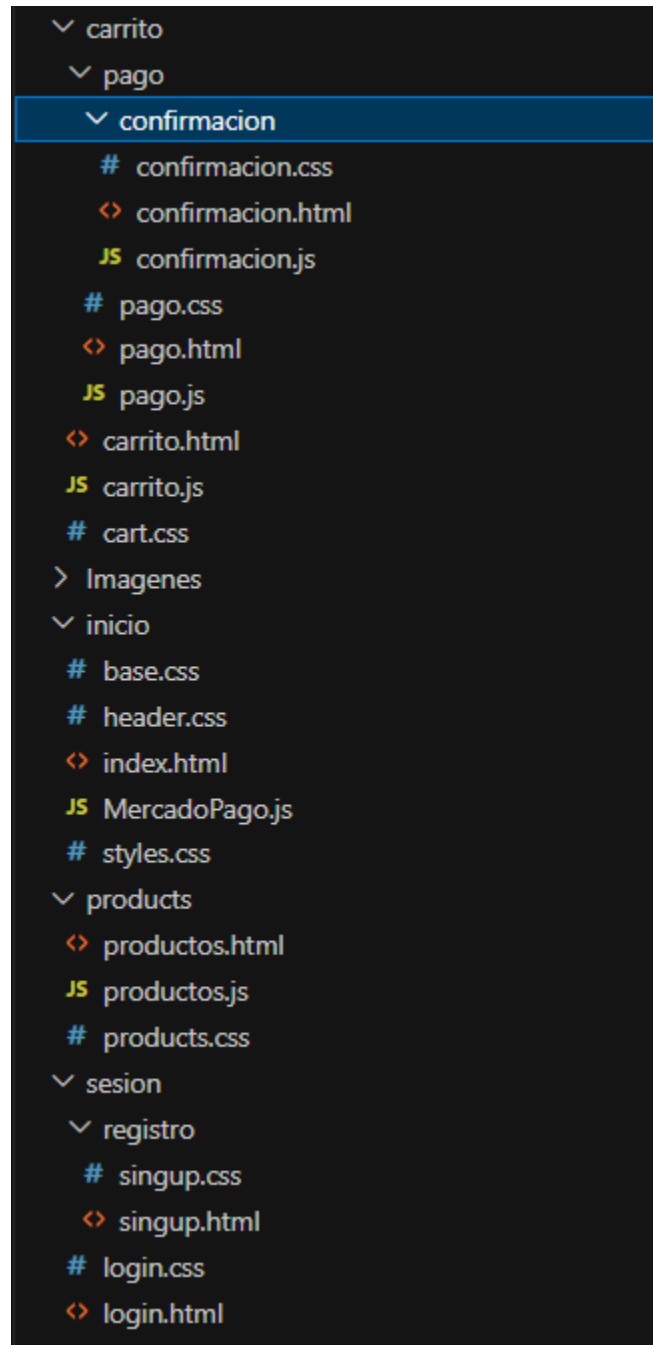 carrito
pago
confirmacion
# confirmacion.css
<> confirmacion.html
JS confirmacion.js
# pago.css
<> pago.html
JS pago.js
<> carrito.html
JS carrito.js
# cart.css
Imagenes
inicio
# base.css
# header.css
<> index.html
JS MercadoPago.js
# styles.css
products
<> productos.html
JS productos.js
# products.css
sesion
registro
# singup.css
<> singup.html
# login.css
<> login.html